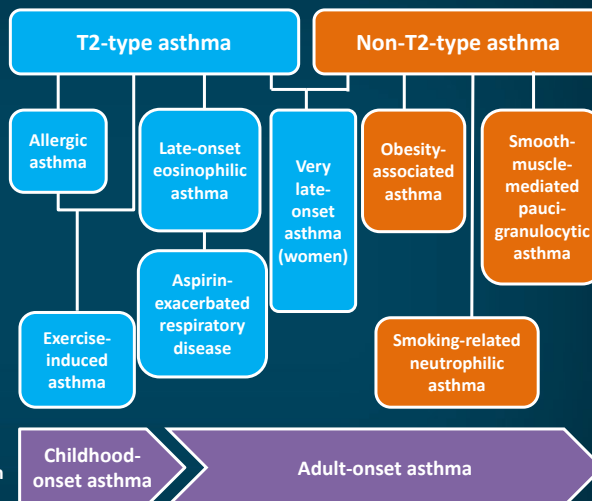 T2-type asthma
Non-T2-type asthma
Allergic
asthma
Late-onset
eosinophilic
asthma
Very
late-
onset
asthma
(women)
Obesity-
associated
asthma
Smooth-
muscle-
mediated
pauci-
granulocytic
asthma
Aspirin-
exacerbated
respiratory
disease
Exercise-
induced
asthma
Smoking-related
neutrophilic
asthma
Childhood-
onset asthma
Adult-onset asthma